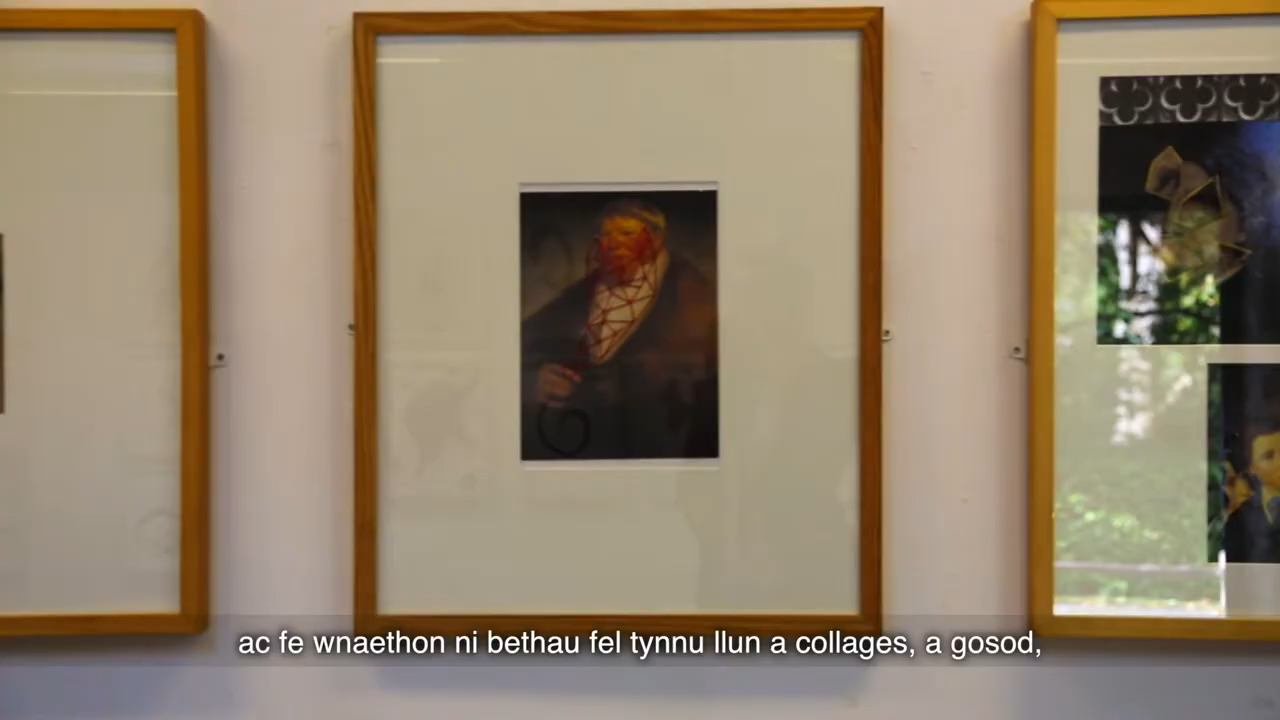 ac fe wnaethon ni bethau fel tynnu llun a collages, a gosod,